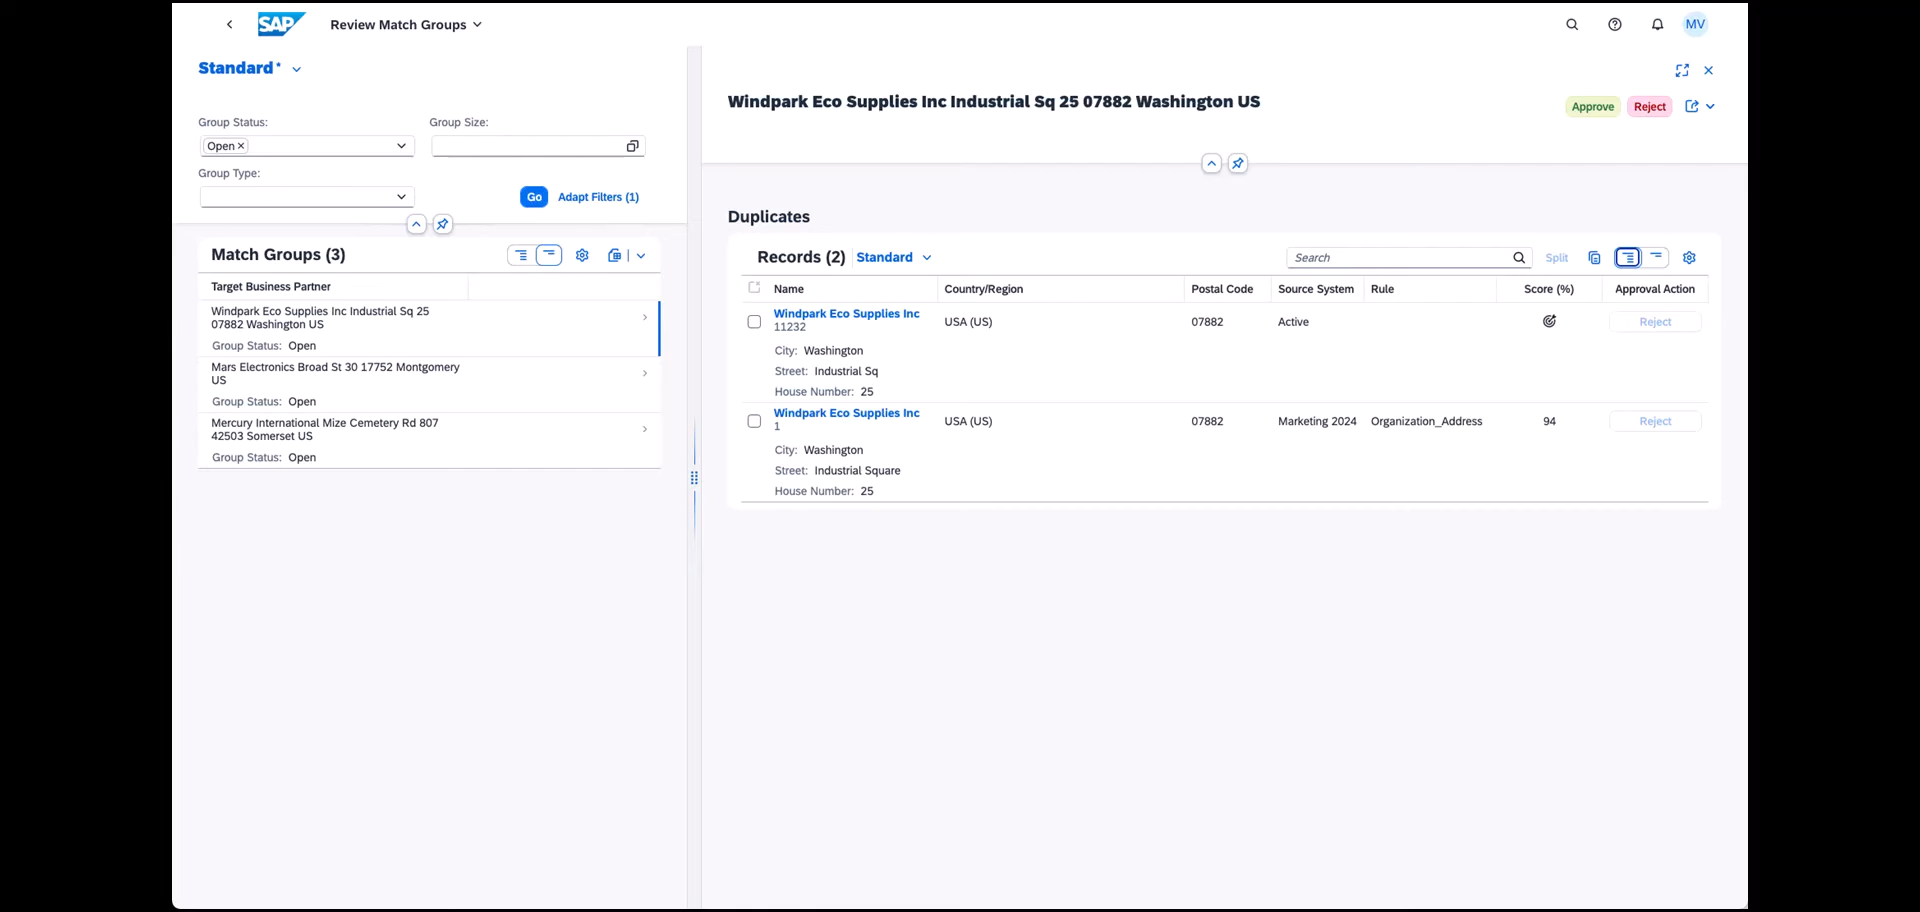 SAP
Review Match Groups
MV
Standard *
Group Status:
Group Size:
Open
Group Type:
Go
Adapt Filters (1)
Match Groups (3)
Target Business Partner
Windpark Eco Supplies Inc Industrial Sq 25
07882 Washington US
Group Status: Open
Mars Electronics Broad St 30 17752 Montgomery
US
Group Status: Open
Mercury International Mize Cemetery Rd 807
42503 Somerset US
Group Status: Open
Windpark Eco Supplies Inc Industrial Sq 25 07882 Washington US
Approve
Reject
Duplicates
Records (2)
Standard
Search
Split
Name Country/Region Postal Code Source System Rule Score (%) Approval Action
Windpark Eco Supplies Inc
11232
USA (US) 07882 Active Reject
City: Washington
Street: Industrial Sq
House Number: 25
Windpark Eco Supplies Inc
1
USA (US) 07882 Marketing 2024 Organization_Address 94 Reject
City: Washington
Street: Industrial Square
House Number: 25